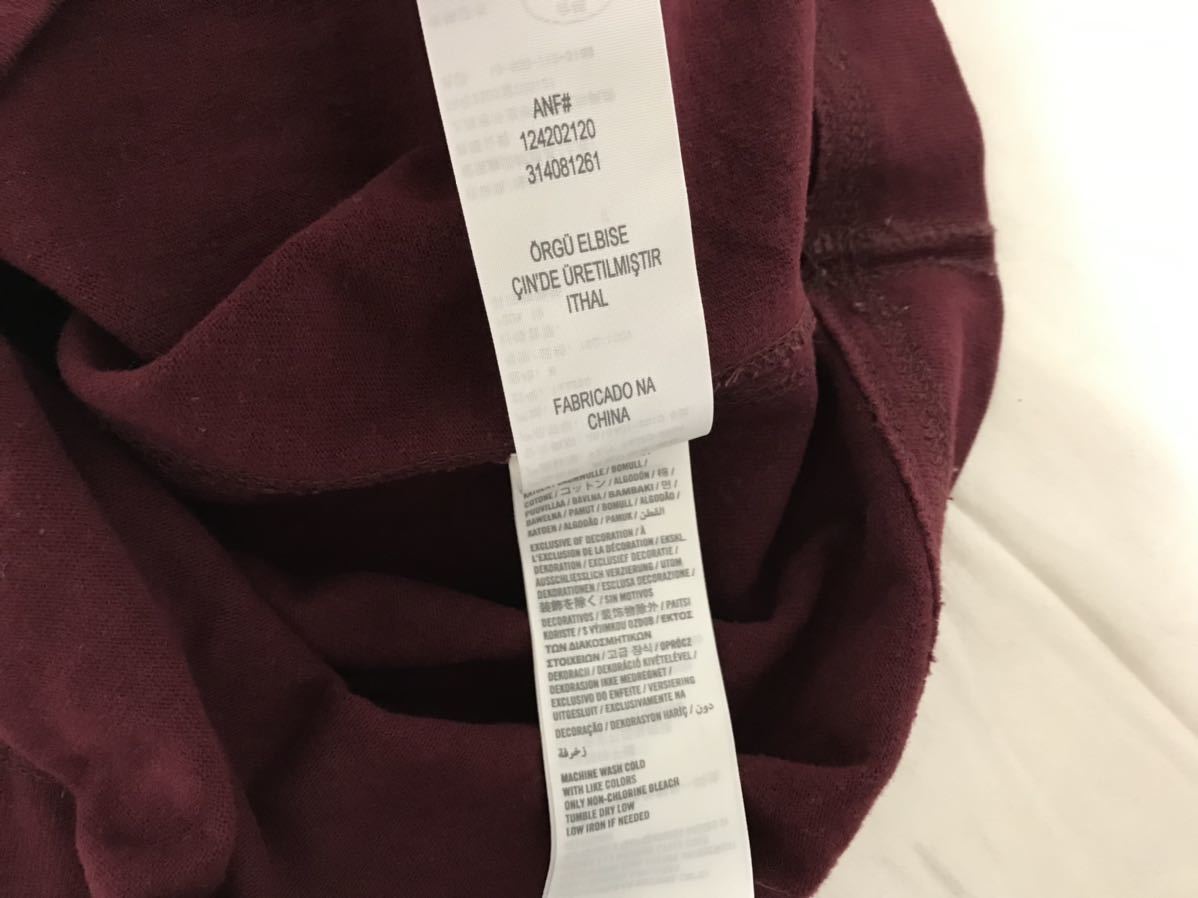 ANF#
124202120
314081261
ÖRGÜ ELBISE
ÇIN'DE ÜRETILMIŞTIR
ITHAL
FABRICADO NA
CHINA
/ BOMULL /
COTONE / コットン / ALGODÓN / 棉 /
PUUVILLAA / BAVLNA / BAMBAKI / 면 /
BAWEŁNA / PAMUT / BOMULL / ALGODÃO /
KATOEN / ALGODÃO / PAMUK / القطن
EXCLUSIVE OF DECORATION / À
L'EXCLUSION DE LA DÉCORATION / EKSKL.
DEKORATION / EXCLUSIEF DECORATIE /
AUSSCHLIESSLICH VERZIERUNG / UTOM
DEKORATIONEN / ESCLUSA DECORAZIONE /
装飾を除く / SIN MOTIVOS
DECORATIVOS / 装饰物除外 / PAITSI
KORISTE / S VÝJIMKOU OZDOB / ΕΚΤΟΣ
ΤΩΝ ΔΙΑΚΟΣΜΗΤΙΚΩΝ
ΣΤΟΙΧΕΙΩΝ / 고급 장식 / OPRÓCZ
DEKORACJI / DEKORÁCIÓ KIVÉTELÉVEL /
DEKORASJON IKKE MEDREGNET /
EXCLUSIVO DO ENFEITE / VERSIERING
UITGESLUIT / EXCLUSIVAMENTE NA
DECORAÇÃO / DEKORASYON HARIÇ / دون
زخرفة
MACHINE WASH COLD
WITH LIKE COLORS
ONLY NON-CHLORINE BLEACH
TUMBLE DRY LOW
LOW IRON IF NEEDED